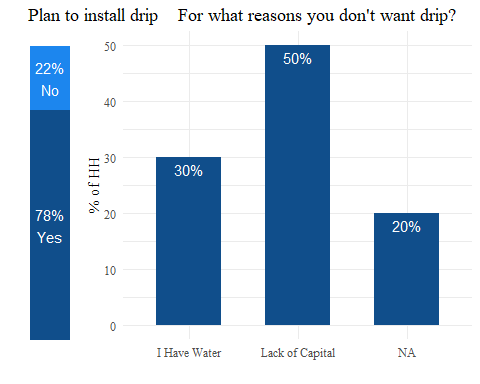 Plan to install drip
For what reasons you don't want drip?
22%
No
78%
Yes
% of HH
50
40
30
20
10
0
30%
50%
20%
I Have Water
Lack of Capital
NA